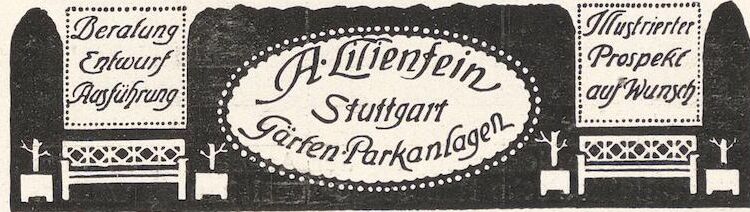 Beratung
Entwurf
Ausführung
A. Lilienfein
Stuttgart
Gärten-Parkanlagen
Illustrierter
Prospekt
auf Wunsch